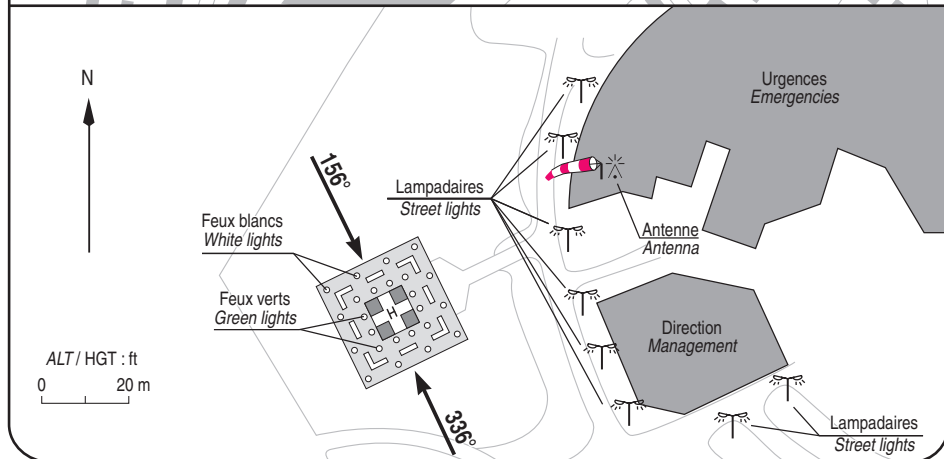 N
Urgences
Emergencies
156°
Lampadaires
Street lights
Feux blancs
White lights
Antenne
Antenna
H
Feux verts
Green lights
Direction
Management
ALT / HGT : ft
0 20 m
336°
Lampadaires
Street lights